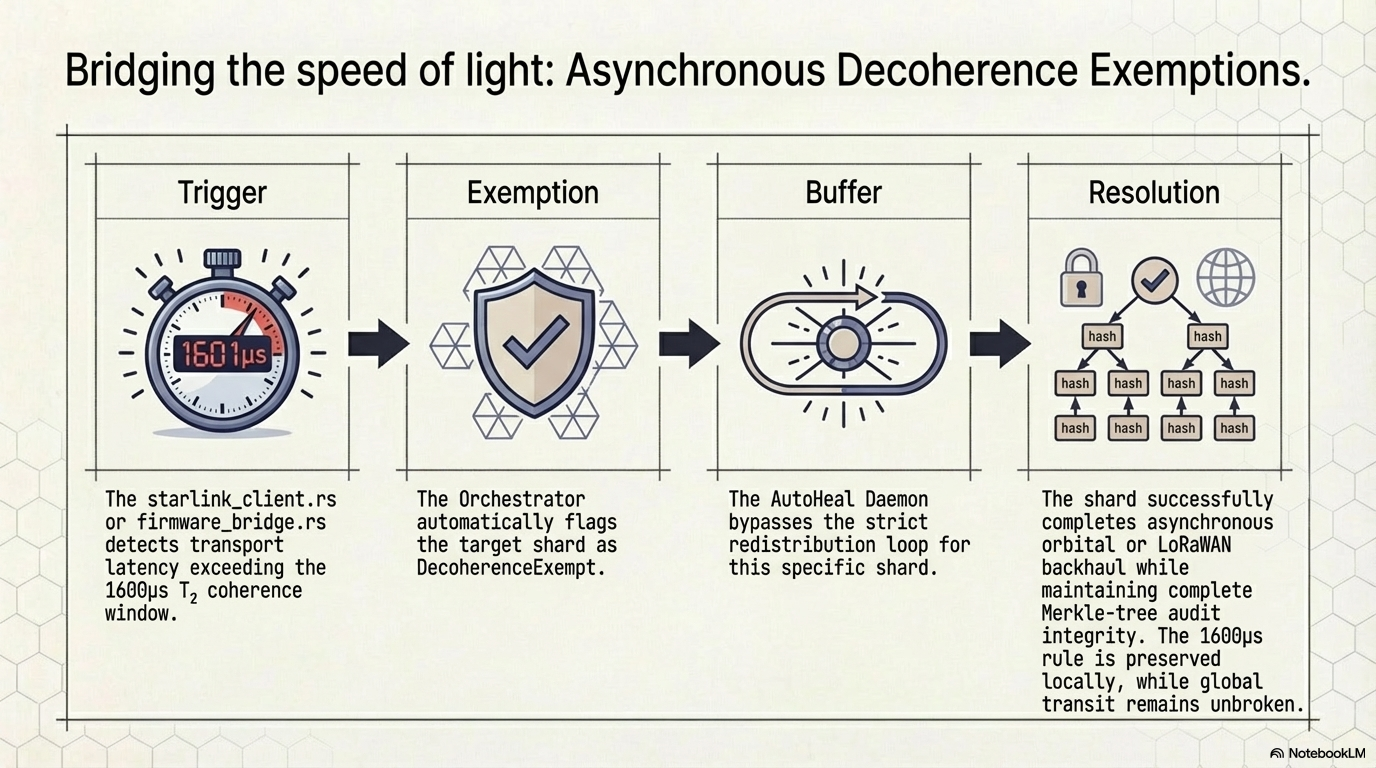 Bridging the speed of light: Asynchronous Decoherence Exemptions.
Trigger
1601µs
The starlink_client.rs
or firmware_bridge.rs
detects transport
latency exceeding the
1600µs T₂ coherence
window.
Exemption
The Orchestrator
automatically flags
the target shard as
DecoherenceExempt.
Buffer
The AutoHeal Daemon
bypasses the strict
redistribution loop for
this specific shard.
Resolution
hash hash
hash hash hash hash
hash hash hash hash
The shard successfully
completes asynchronous
orbital or LoRaWAN
backhaul while
maintaining complete
Merkle-tree audit
integrity. The 1600µs
rule is preserved
locally, while global
transit remains unbroken.
NotebookLM